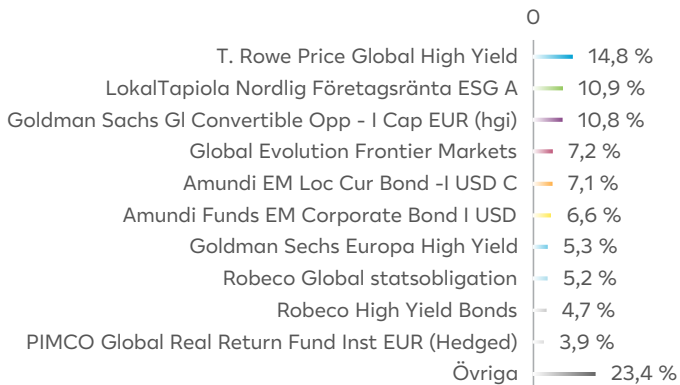 0
T. Rowe Price Global High Yield 14,8 %
LokalTapiola Nordlig Företagsränta ESG A 10,9 %
Goldman Sachs Gl Convertible Opp - I Cap EUR (hgi) 10,8 %
Global Evolution Frontier Markets 7,2 %
Amundi EM Loc Cur Bond -I USD C 7,1 %
Amundi Funds EM Corporate Bond I USD 6,6 %
Goldman Sechs Europa High Yield 5,3 %
Robeco Global statsobligation 5,2 %
Robeco High Yield Bonds 4,7 %
PIMCO Global Real Return Fund Inst EUR (Hedged) 3,9 %
Övriga 23,4 %